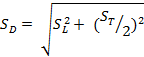 S_D = √(S_L^2 + (S_T/2)^2)